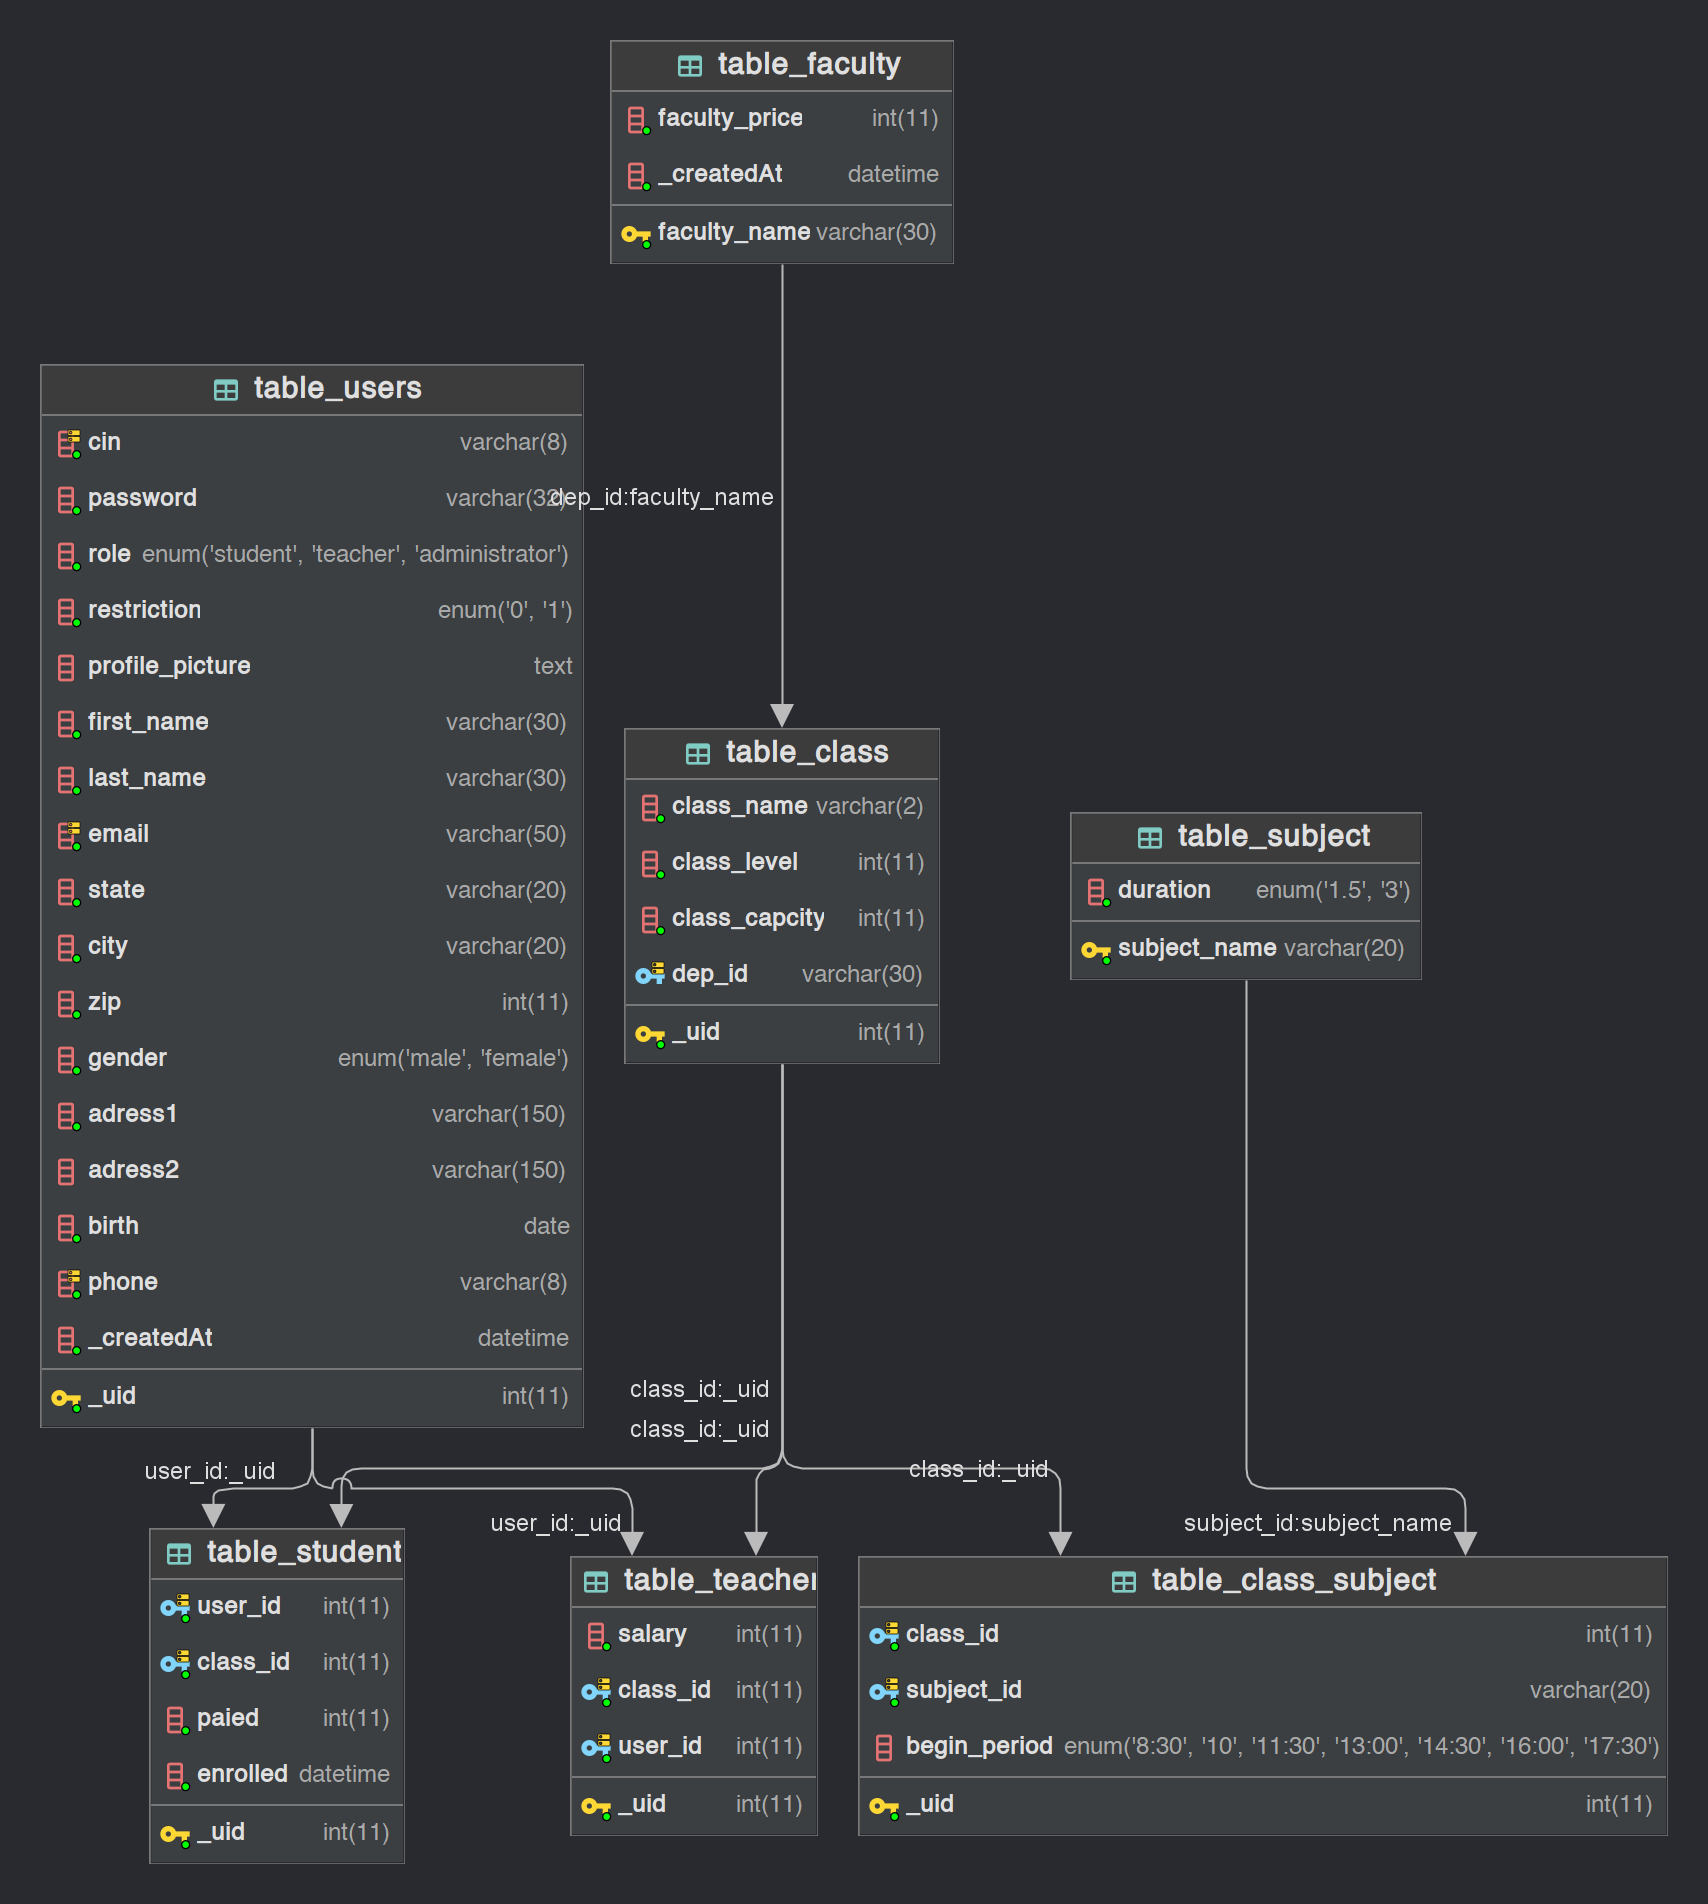 table_faculty
faculty_price int(11)
_createdAt datetime
faculty_name varchar(30)
dep_id:faculty_name
table_users
cin varchar(8)
password varchar(32)
role enum('student', 'teacher', 'administrator')
restriction enum('0', '1')
profile_picture text
first_name varchar(30)
last_name varchar(30)
email varchar(50)
state varchar(20)
city varchar(20)
zip int(11)
gender enum('male', 'female')
adress1 varchar(150)
adress2 varchar(150)
birth date
phone varchar(8)
_createdAt datetime
_uid int(11)
table_class
class_name varchar(2)
class_level int(11)
class_capcity int(11)
dep_id varchar(30)
_uid int(11)
table_subject
duration enum('1.5', '3')
subject_name varchar(20)
class_id:_uid
class_id:_uid
user_id:_uid
class_id:_uid
user_id:_uid
subject_id:subject_name
table_student
user_id int(11)
class_id int(11)
paied int(11)
enrolled datetime
_uid int(11)
table_teacher
salary int(11)
class_id int(11)
user_id int(11)
_uid int(11)
table_class_subject
class_id int(11)
subject_id varchar(20)
begin_period enum('8:30', '10', '11:30', '13:00', '14:30', '16:00', '17:30')
_uid int(11)